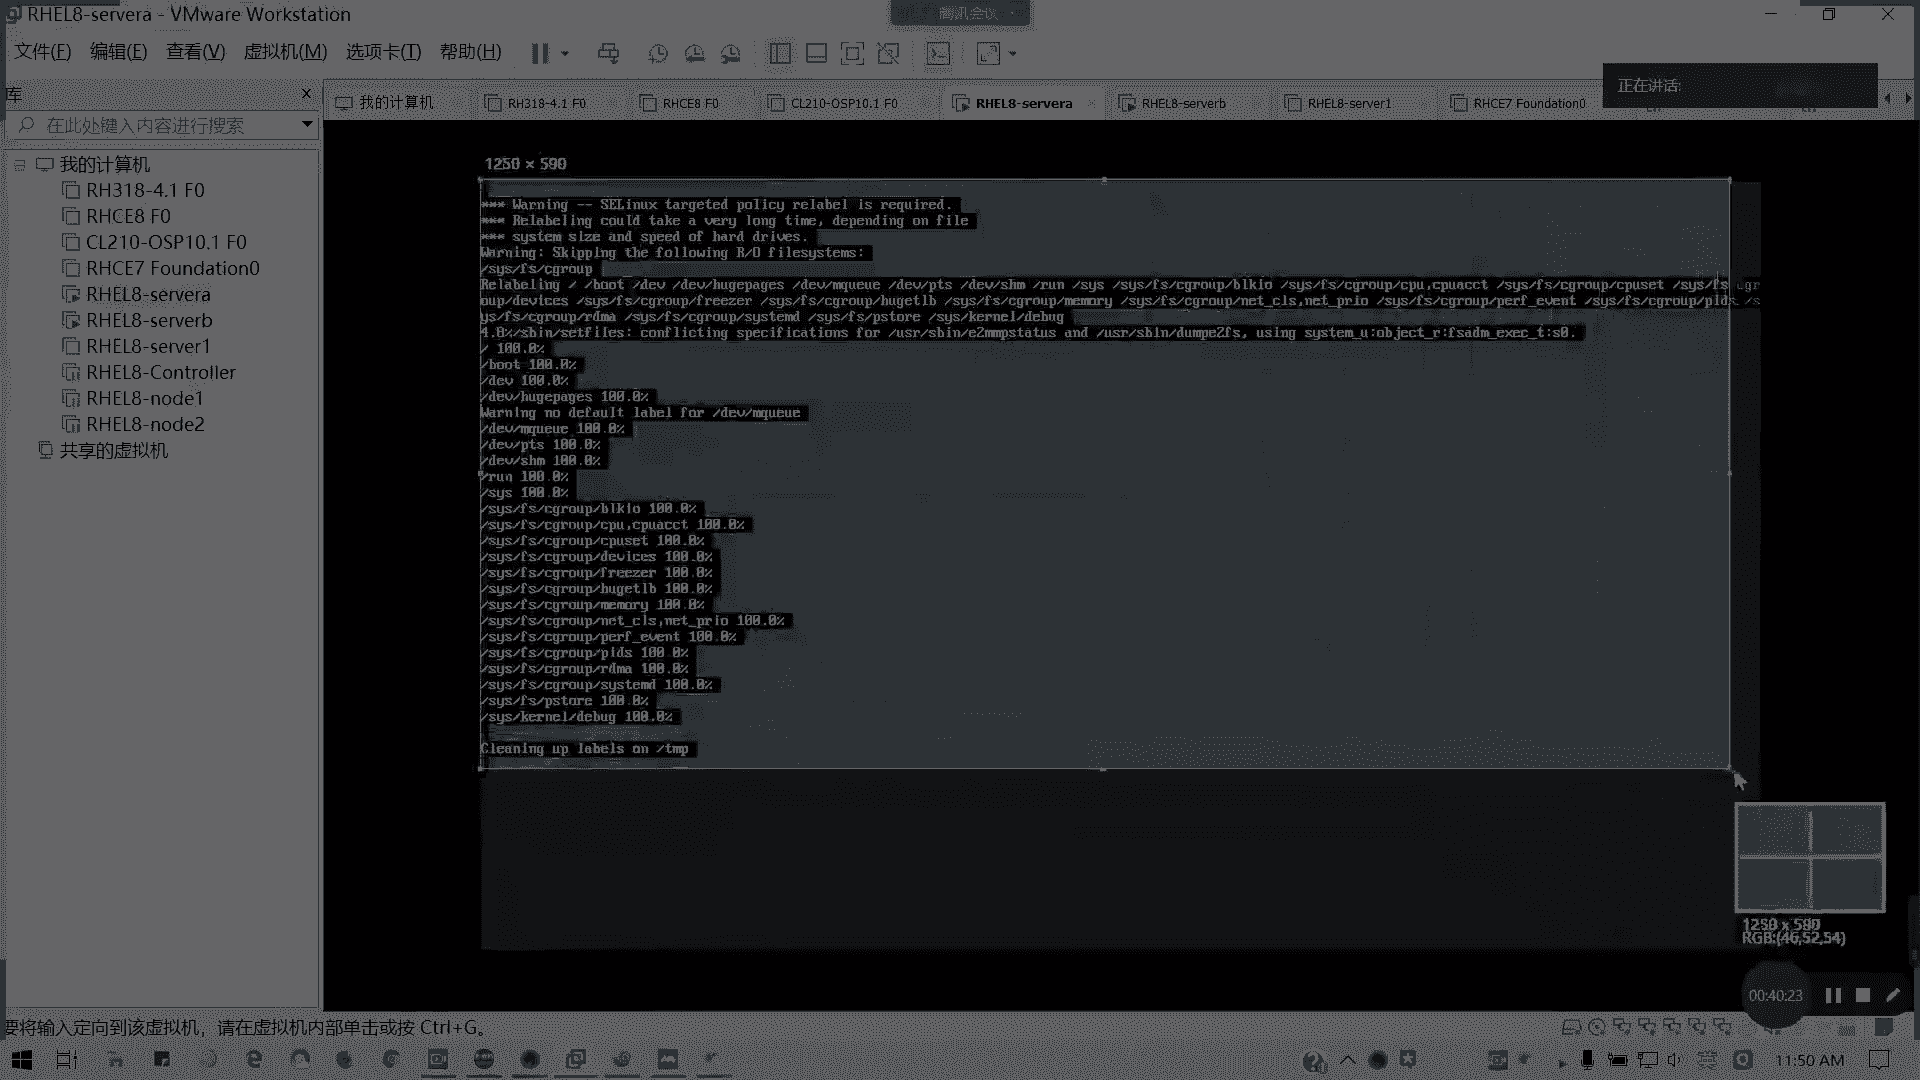 RHEL8-servera - VMware Workstation
腾讯会议
文件(F) 编辑(E) 查看(V) 虚拟机(M) 选项卡(T) 帮助(H)
正在讲话:
库
在此处键入内容进行搜索
我的计算机
RH318-4.1 F0
RHCE8 F0
CL210-OSP10.1 F0
RHCE7 Foundation0
RHEL8-servera
RHEL8-serverb
RHEL8-server1
RHEL8-Controller
RHEL8-node1
RHEL8-node2
共享的虚拟机
我的计算机 RH318-4.1 F0 RHCE8 F0 CL210-OSP10.1 F0 RHEL8-servera RHEL8-serverb RHEL8-server1 RHCE7 Foundation0
1250 × 590
*** Warning -- SELinux targeted policy relabel is required.
*** Relabeling could take a very long time, depending on file
*** system size and speed of hard drives.
Warning: Skipping the following R/O filesystems:
/sys/fs/cgroup
Relabeling / /boot /dev /dev/hugepages /dev/mqueue /dev/pts /dev/shm /run /sys /sys/fs/cgroup/blkio /sys/fs/cgroup/cpu,cpuacct /sys/fs/cgroup/cpuset /sys/fs/cgr
oup/devices /sys/fs/cgroup/freezer /sys/fs/cgroup/hugetlb /sys/fs/cgroup/memory /sys/fs/cgroup/net_cls,net_prio /sys/fs/cgroup/perf_event /sys/fs/cgroup/pids /s
ys/fs/cgroup/rdma /sys/fs/cgroup/systemd /sys/fs/pstore /sys/kernel/debug
4.0%/sbin/setfiles: conflicting specifications for /usr/sbin/e2mmpstatus and /usr/sbin/dumpe2fs, using system_u:object_r:fsadm_exec_t:s0.
/ 100.0%
/boot 100.0%
/dev 100.0%
/dev/hugepages 100.0%
Warning no default label for /dev/mqueue
/dev/mqueue 100.0%
/dev/pts 100.0%
/dev/shm 100.0%
/run 100.0%
/sys 100.0%
/sys/fs/cgroup/blkio 100.0%
/sys/fs/cgroup/cpu,cpuacct 100.0%
/sys/fs/cgroup/cpuset 100.0%
/sys/fs/cgroup/devices 100.0%
/sys/fs/cgroup/freezer 100.0%
/sys/fs/cgroup/hugetlb 100.0%
/sys/fs/cgroup/memory 100.0%
/sys/fs/cgroup/net_cls,net_prio 100.0%
/sys/fs/cgroup/perf_event 100.0%
/sys/fs/cgroup/pids 100.0%
/sys/fs/cgroup/rdma 100.0%
/sys/fs/cgroup/systemd 100.0%
/sys/fs/pstore 100.0%
/sys/kernel/debug 100.0%
Cleaning up labels on /tmp
1250 x 590
RGB:(46,52,54)
00:40:23
要将输入定向到该虚拟机，请在虚拟机内部单击或按 Ctrl+G。
英
11:50 AM